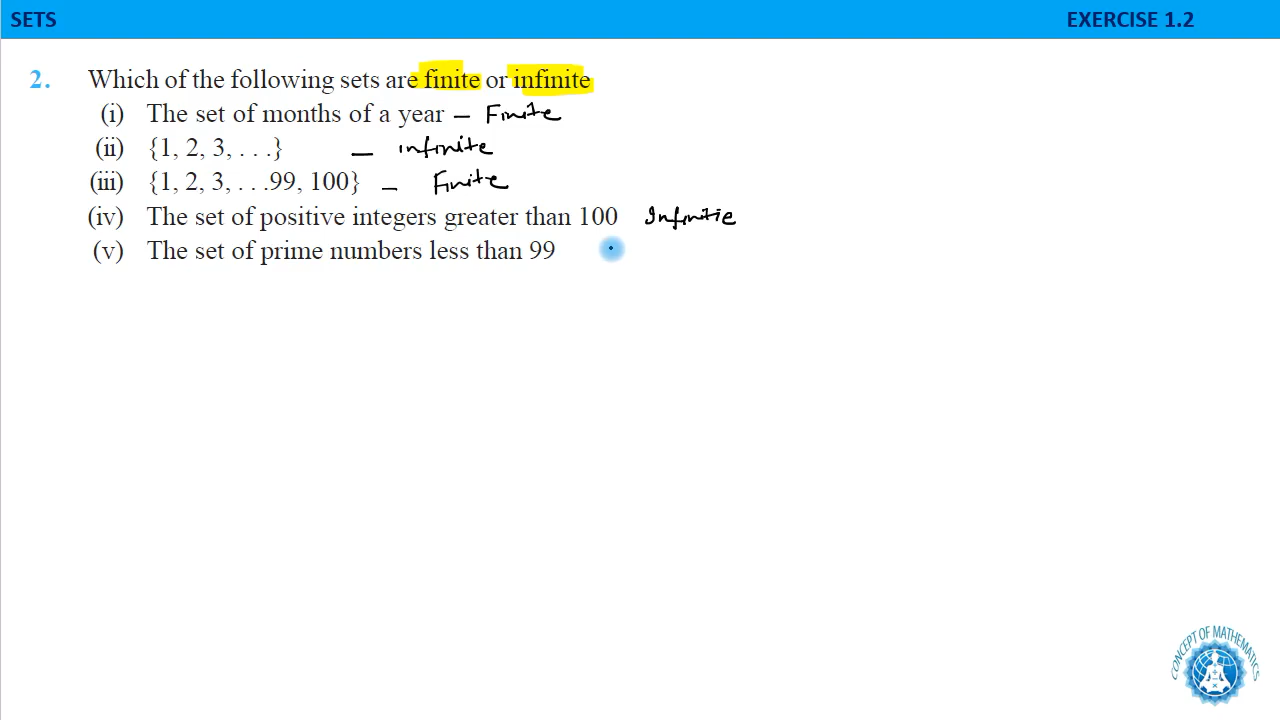 SETS EXERCISE 1.2
2. Which of the following sets are finite or infinite
(i) The set of months of a year – Finite
(ii) {1, 2, 3, . . .} – infinite
(iii) {1, 2, 3, . . .99, 100} – Finite
(iv) The set of positive integers greater than 100 Infinitie
(v) The set of prime numbers less than 99
CONCEPT OF MATHEMATICS